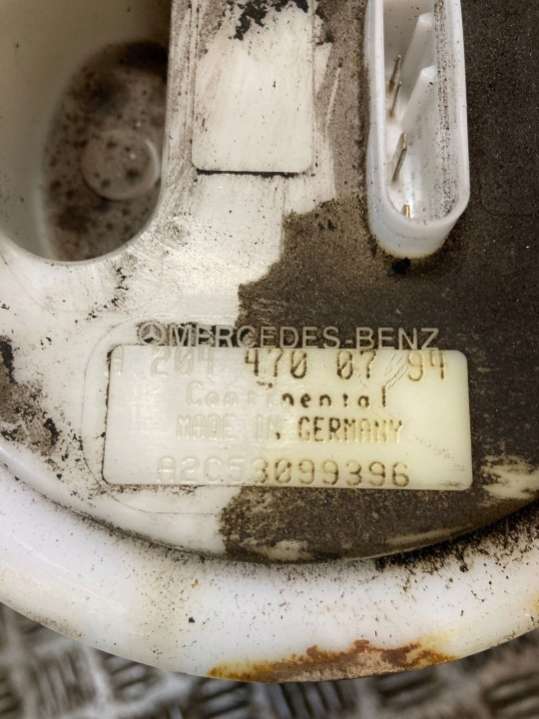 MERCEDES-BENZ
A 204 470 07 94
Continental
MADE IN GERMANY
A2C53099396